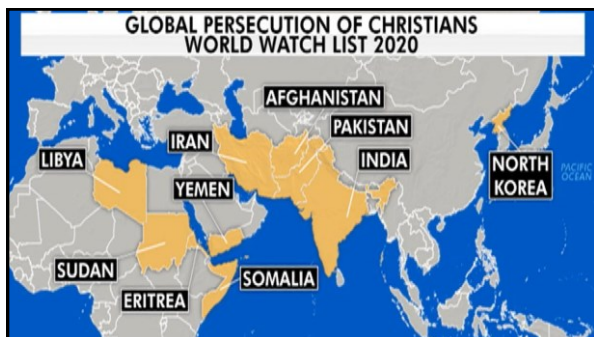 GLOBAL PERSECUTION OF CHRISTIANS
WORLD WATCH LIST 2020
AFGHANISTAN
PAKISTAN
IRAN
INDIA
LIBYA
YEMEN
NORTH
KOREA
PACIFIC
OCEAN
SUDAN
SOMALIA
ERITREA